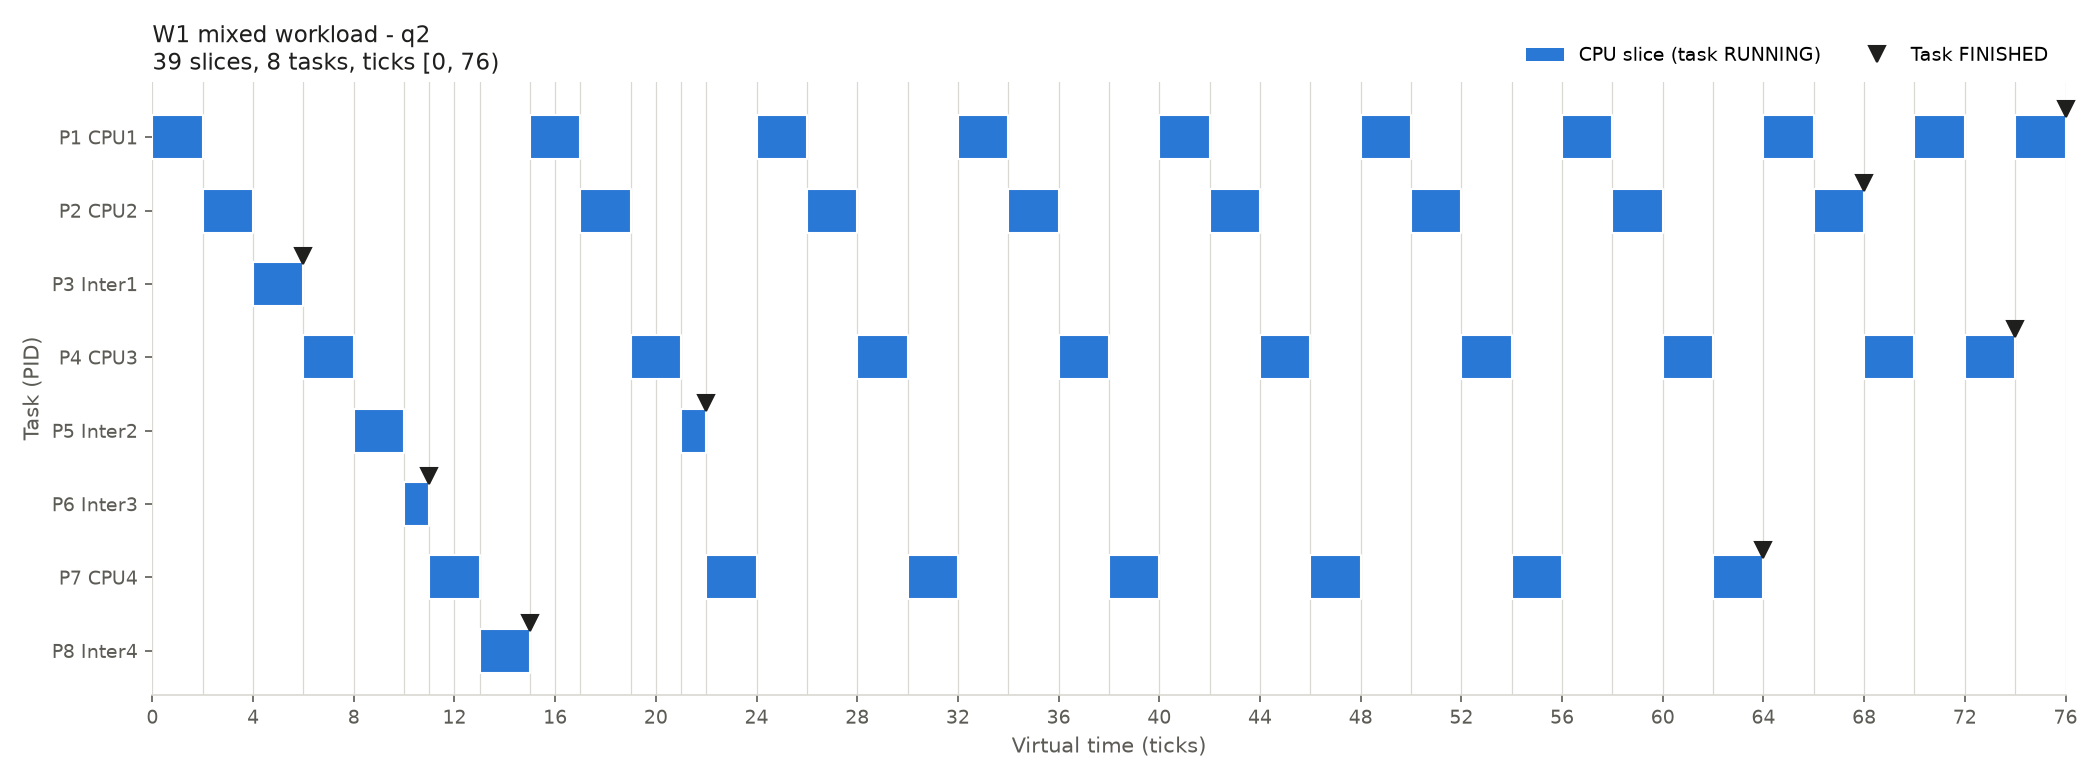 W1 mixed workload - q2
39 slices, 8 tasks, ticks [0, 76)
CPU slice (task RUNNING)
Task FINISHED
Task (PID)
P1 CPU1
P2 CPU2
P3 Inter1
P4 CPU3
P5 Inter2
P6 Inter3
P7 CPU4
P8 Inter4
0 4 8 12 16 20 24 28 32 36 40 44 48 52 56 60 64 68 72 76
Virtual time (ticks)